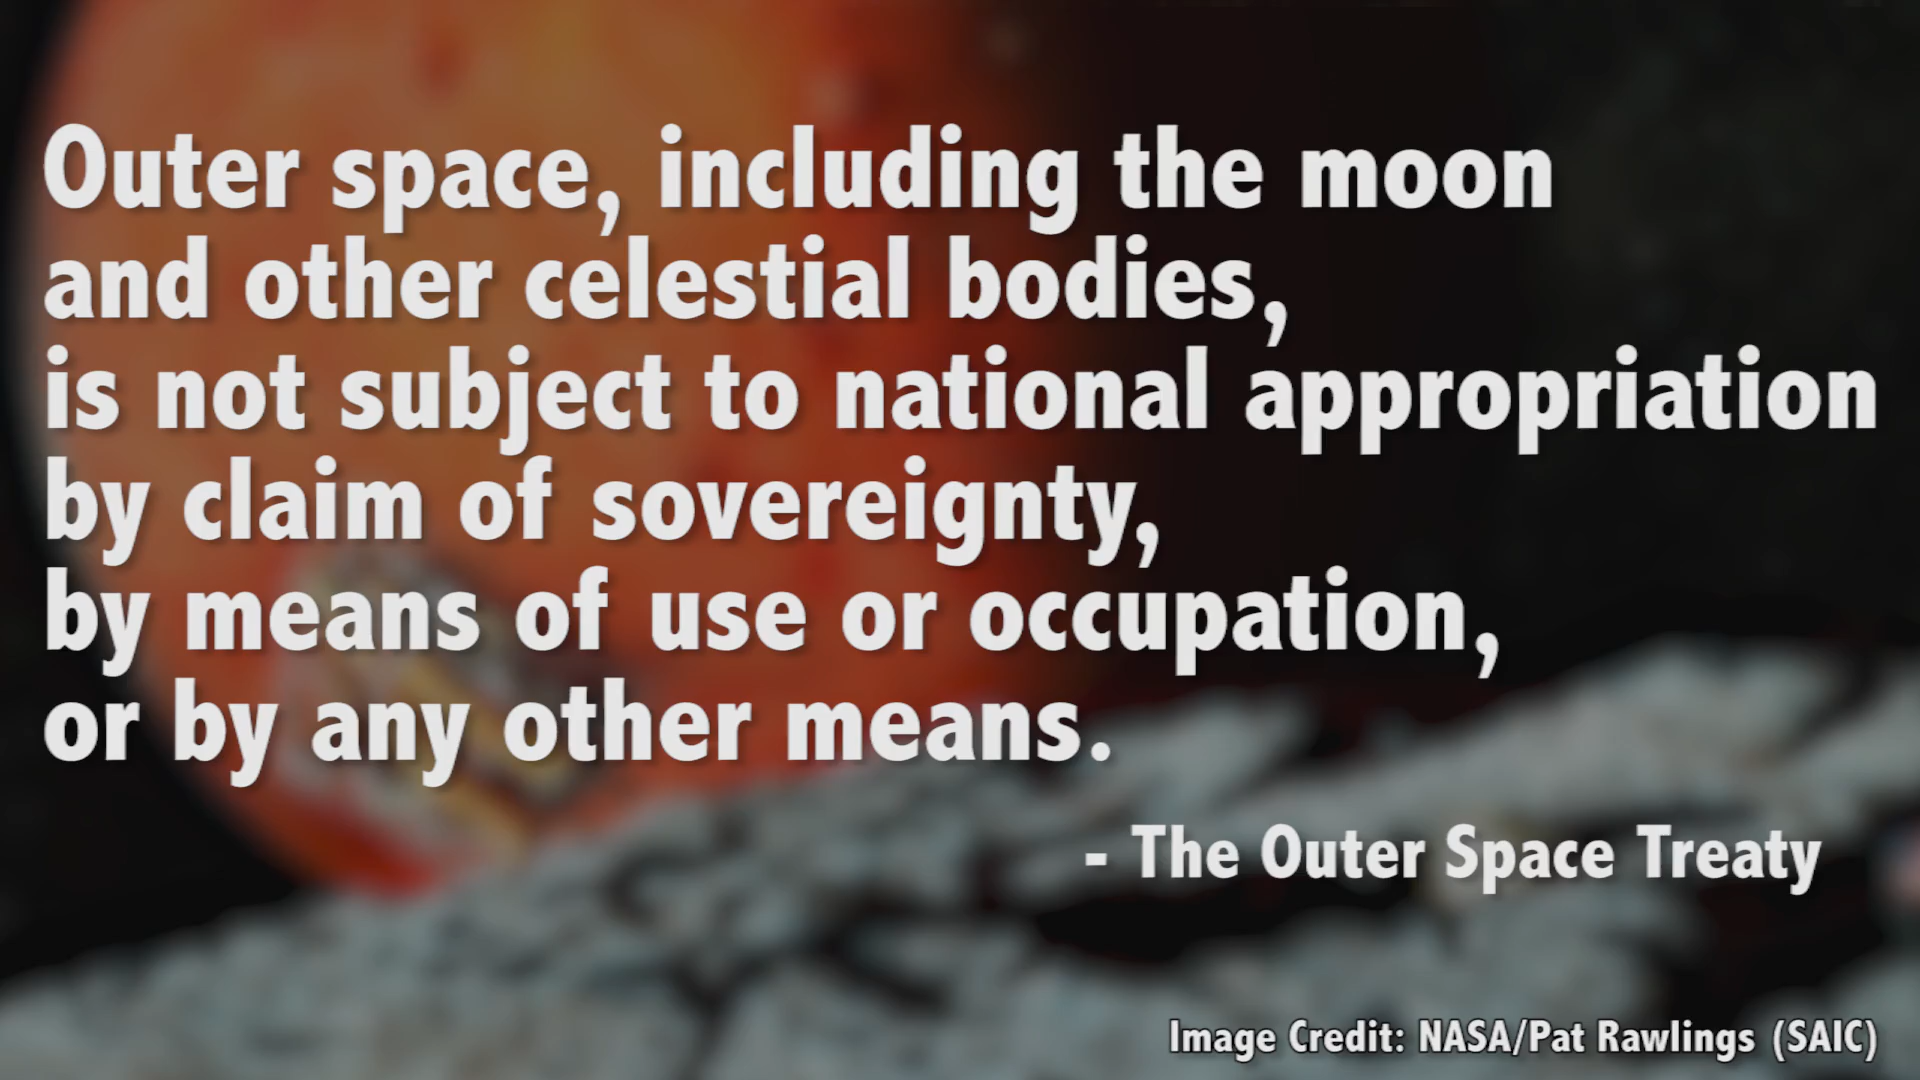 Outer space, including the moon
and other celestial bodies,
is not subject to national appropriation
by claim of sovereignty,
by means of use or occupation,
or by any other means.
- The Outer Space Treaty
Image Credit: NASA/Pat Rawlings (SAIC)